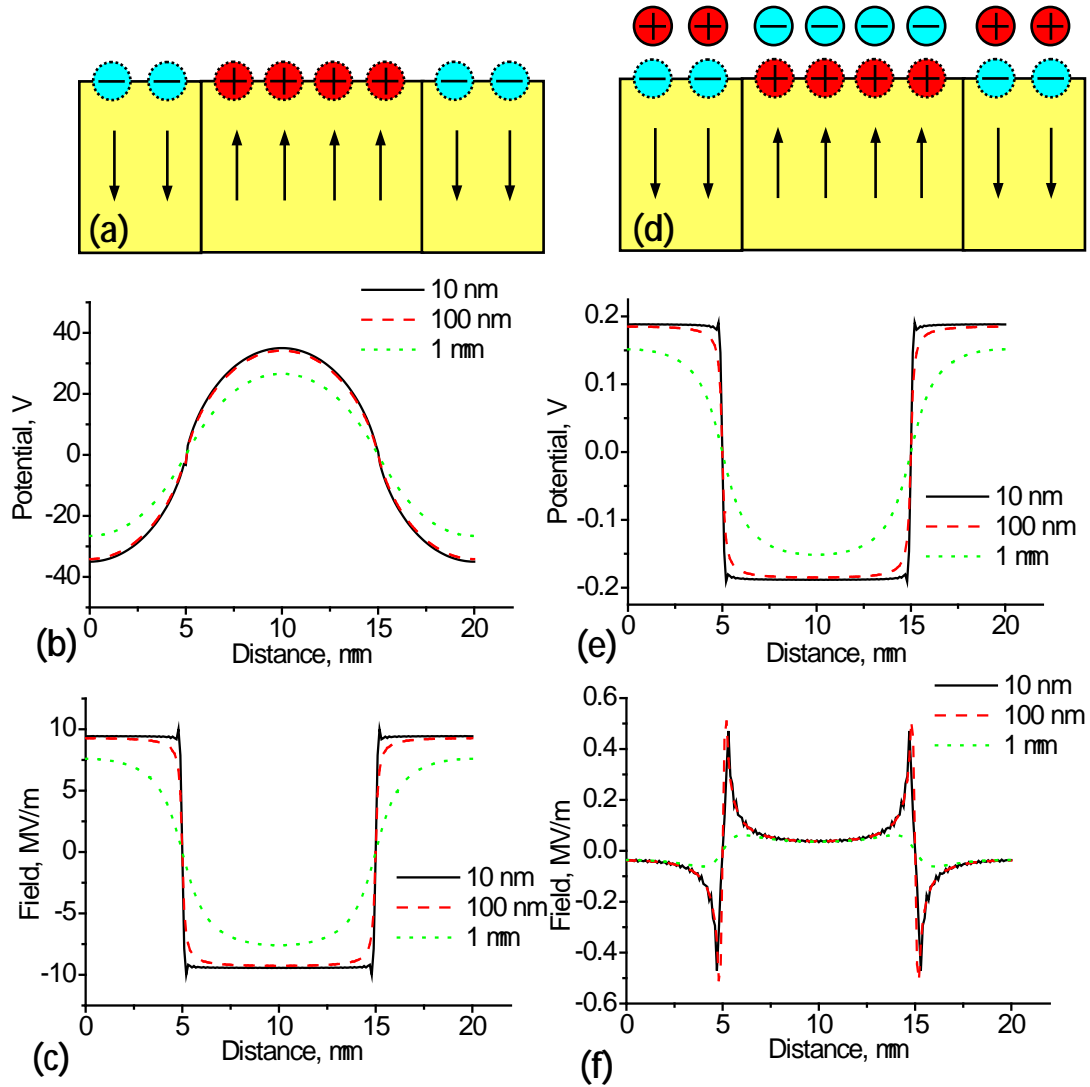 (a)
(d)
10 nm
100 nm
1 mm
40
20
0
-20
-40
Potential, V
0 5 10 15 20
Distance, mm
(b)
0.2
0.1
0.0
-0.1
-0.2
Potential, V
10 nm
100 nm
1 mm
0 5 10 15 20
Distance, mm
(e)
10
5
0
-5
-10
Field, MV/m
10 nm
100 nm
1 mm
0 5 10 15 20
Distance, mm
(c)
10 nm
100 nm
1 mm
0.6
0.4
0.2
0.0
-0.2
-0.4
-0.6
Field, MV/m
0 5 10 15 20
Distance, mm
(f)